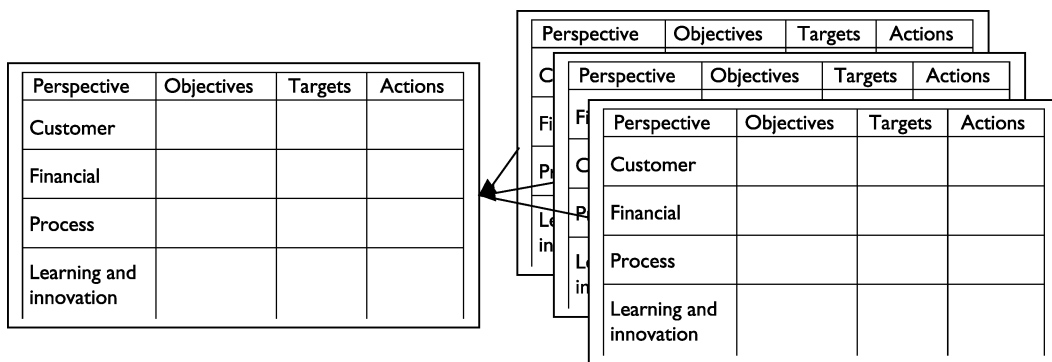 Perspective Objectives Targets Actions
Customer
Financial
Process
Learning and
innovation
Perspective Objectives Targets Actions
Perspective Objectives Targets Actions
Perspective Objectives Targets Actions
Customer
Financial
Process
Learning and
innovation